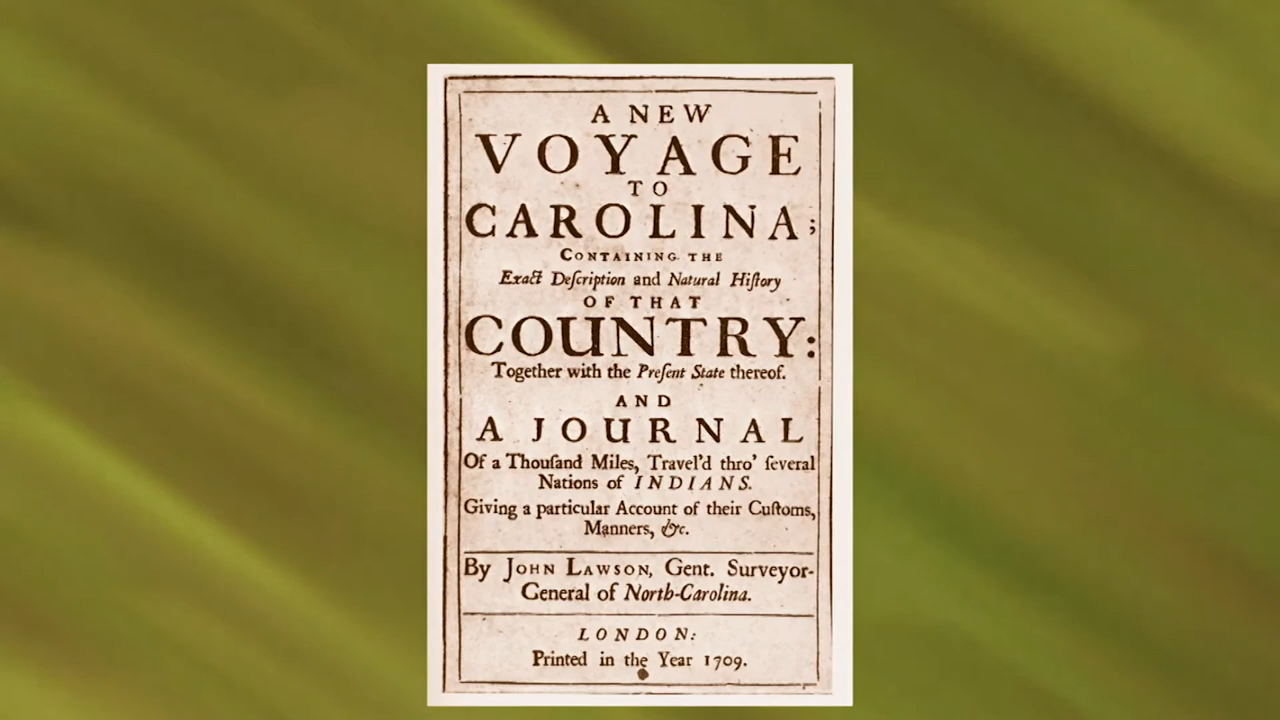 A NEW
VOYAGE
TO
CAROLINA;
CONTAINING THE
Exact Deſcription and Natural Hiſtory
OF THAT
COUNTRY:
Together with the Preſent State thereof.
AND
A JOURNAL
Of a Thouſand Miles, Travel'd thro' ſeveral
Nations of INDIANS.
Giving a particular Account of their Cuſtoms,
Manners, &c.
By JOHN LAWSON, Gent. Surveyor-
General of North-Carolina.
LONDON:
Printed in the Year 1709.